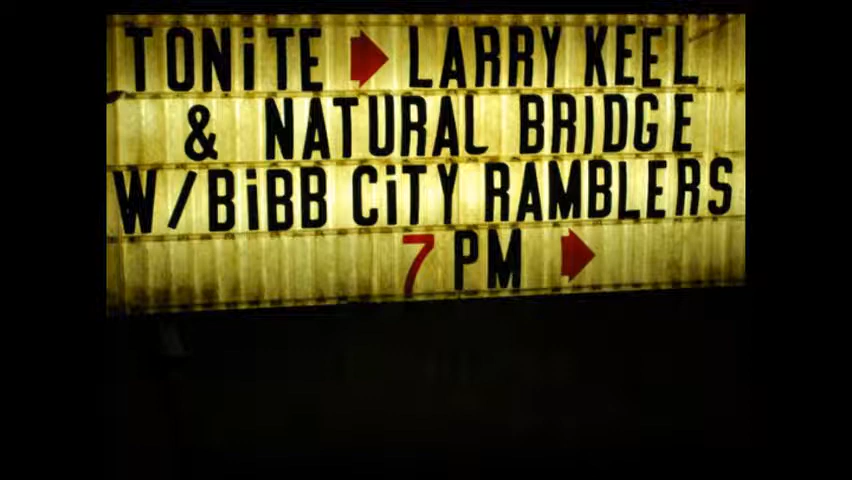 TONiTE LARRY KEEL
& NATURAL BRIDGE
W/BiBB CiTY RAMBLERS
7 PM